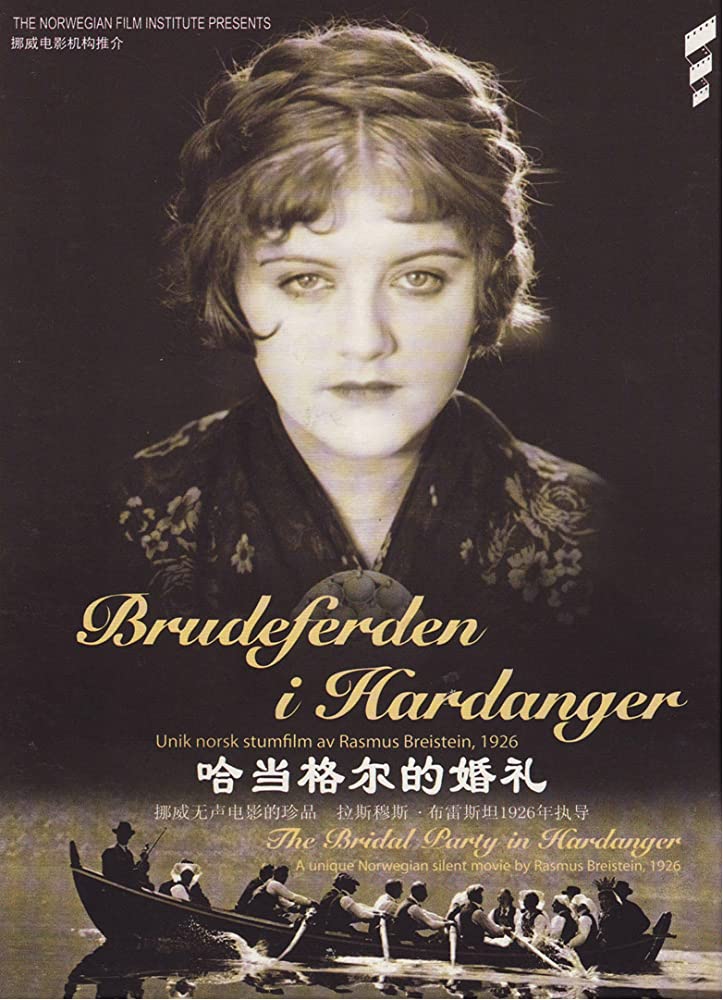 THE NORWEGIAN FILM INSTITUTE PRESENTS
挪威电影机构推介
Brudeferden
i Hardanger
Unik norsk stumfilm av Rasmus Breistein, 1926
哈当格尔的婚礼
挪威无声电影的珍品 拉斯穆斯·布雷斯坦1926年执导
The Bridal Party in Hardanger
A unique Norwegian silent movie by Rasmus Breistein, 1926